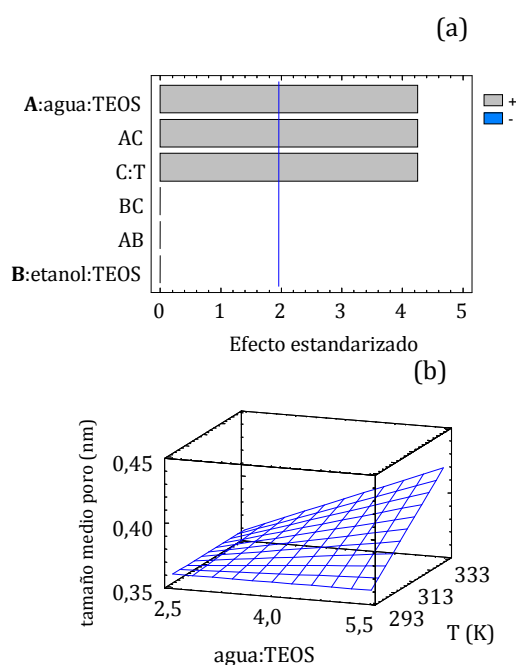 (a)
A:agua:TEOS
AC
C:T
BC
AB
B:etanol:TEOS
+
-
0 1 2 3 4 5
Efecto estandarizado
(b)
tamaño medio poro (nm)
0,45
0,40
0,35
2,5 4,0 5,5
agua:TEOS
293 313 333
T (K)